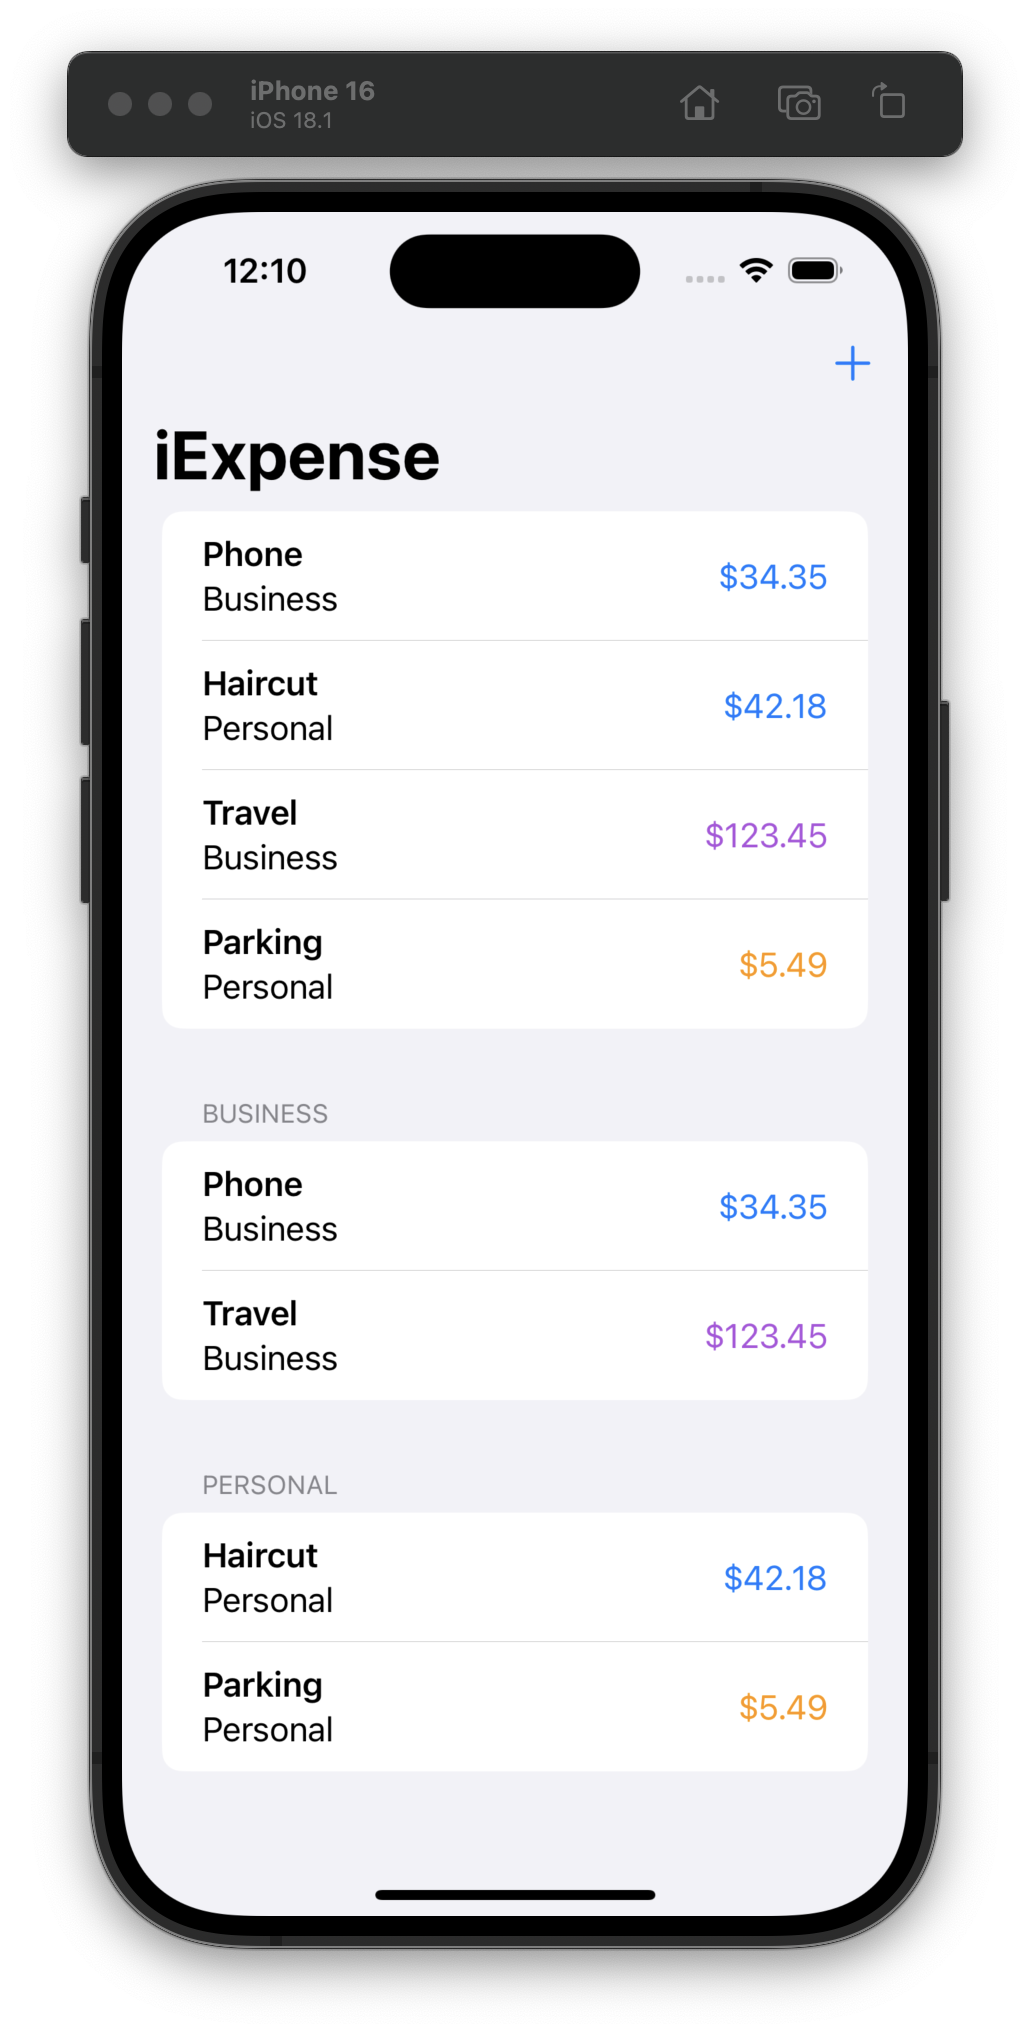 iPhone 16
iOS 18.1
12:10
iExpense
Phone
Business
$34.35
Haircut
Personal
$42.18
Travel
Business
$123.45
Parking
Personal
$5.49
BUSINESS
Phone
Business
$34.35
Travel
Business
$123.45
PERSONAL
Haircut
Personal
$42.18
Parking
Personal
$5.49